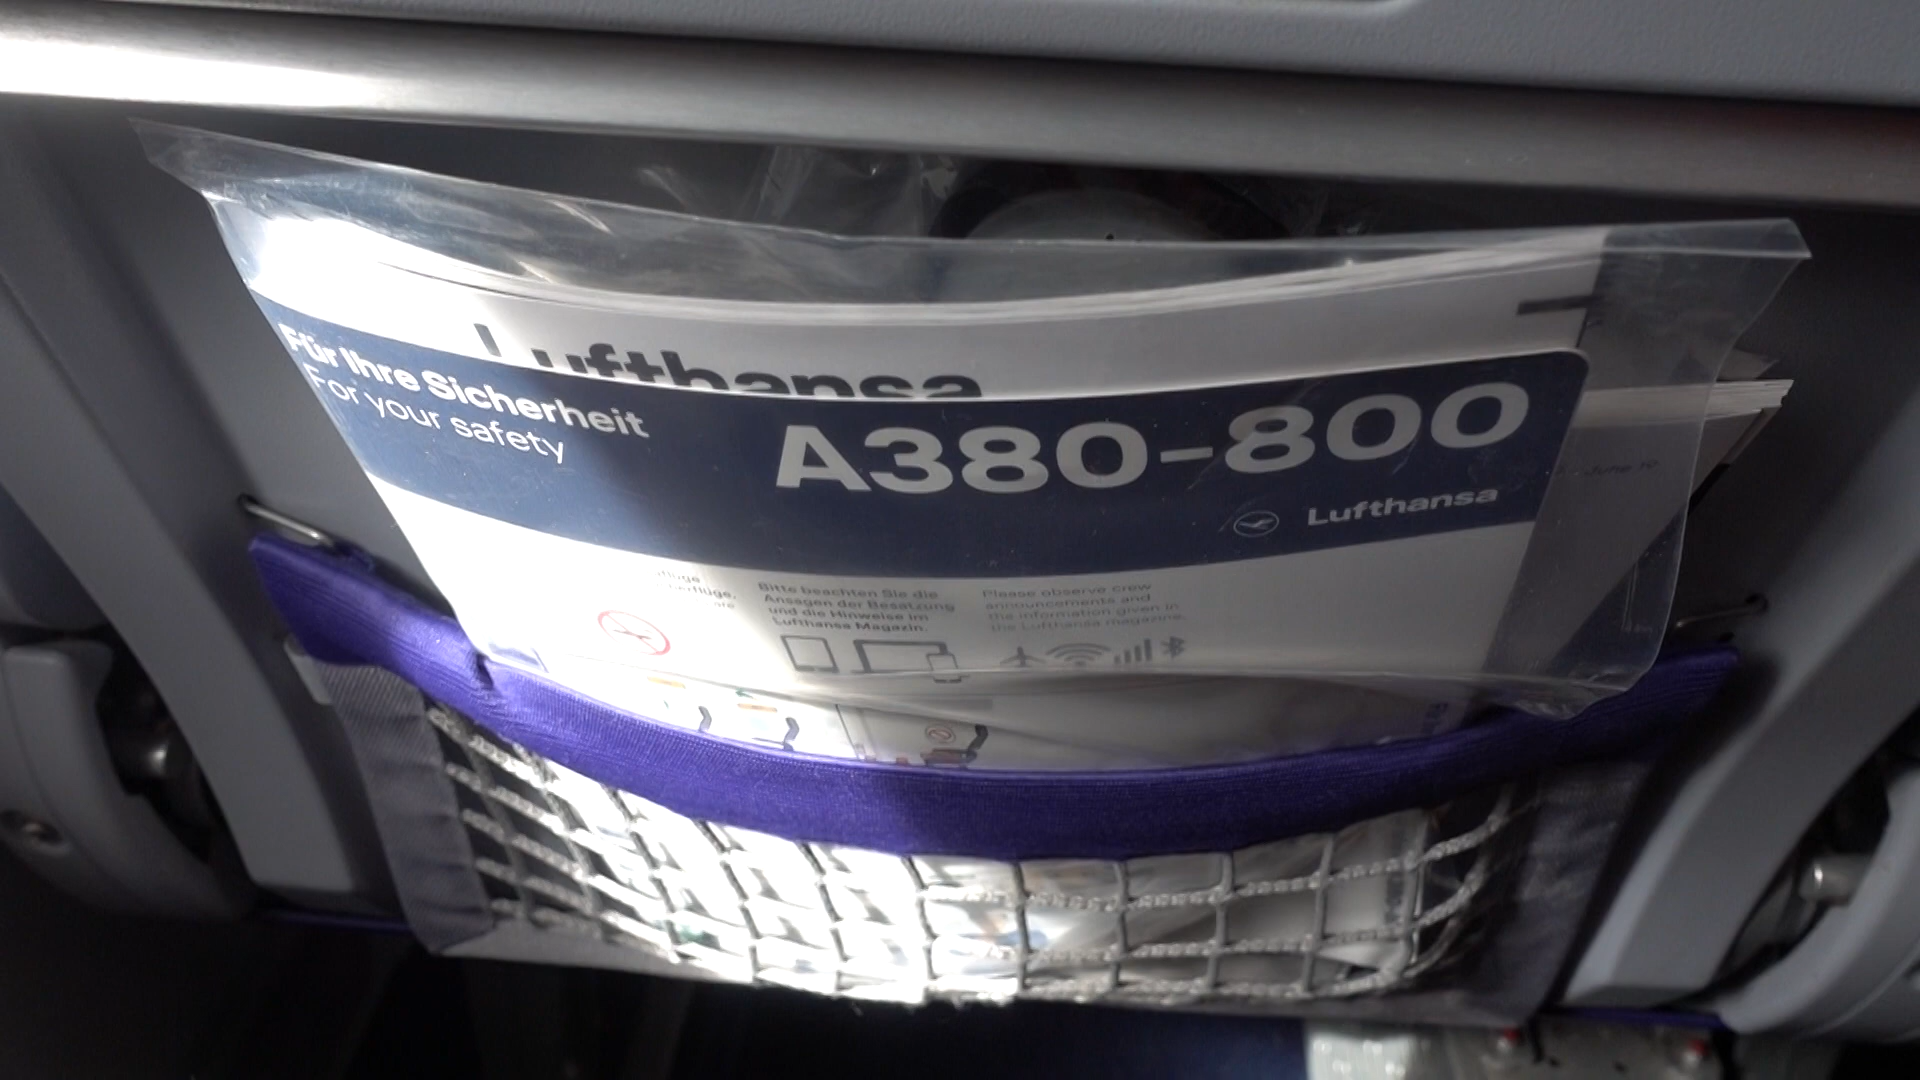 Lufthansa
Für Ihre Sicherheit
For your safety
A380-800
Lufthansa
Bitte beachten Sie die
Ansagen der Besatzung
und die Hinweise im
Lufthansa Magazin.
Please observe crew
announcements and
the information given in
the Lufthansa magazine.